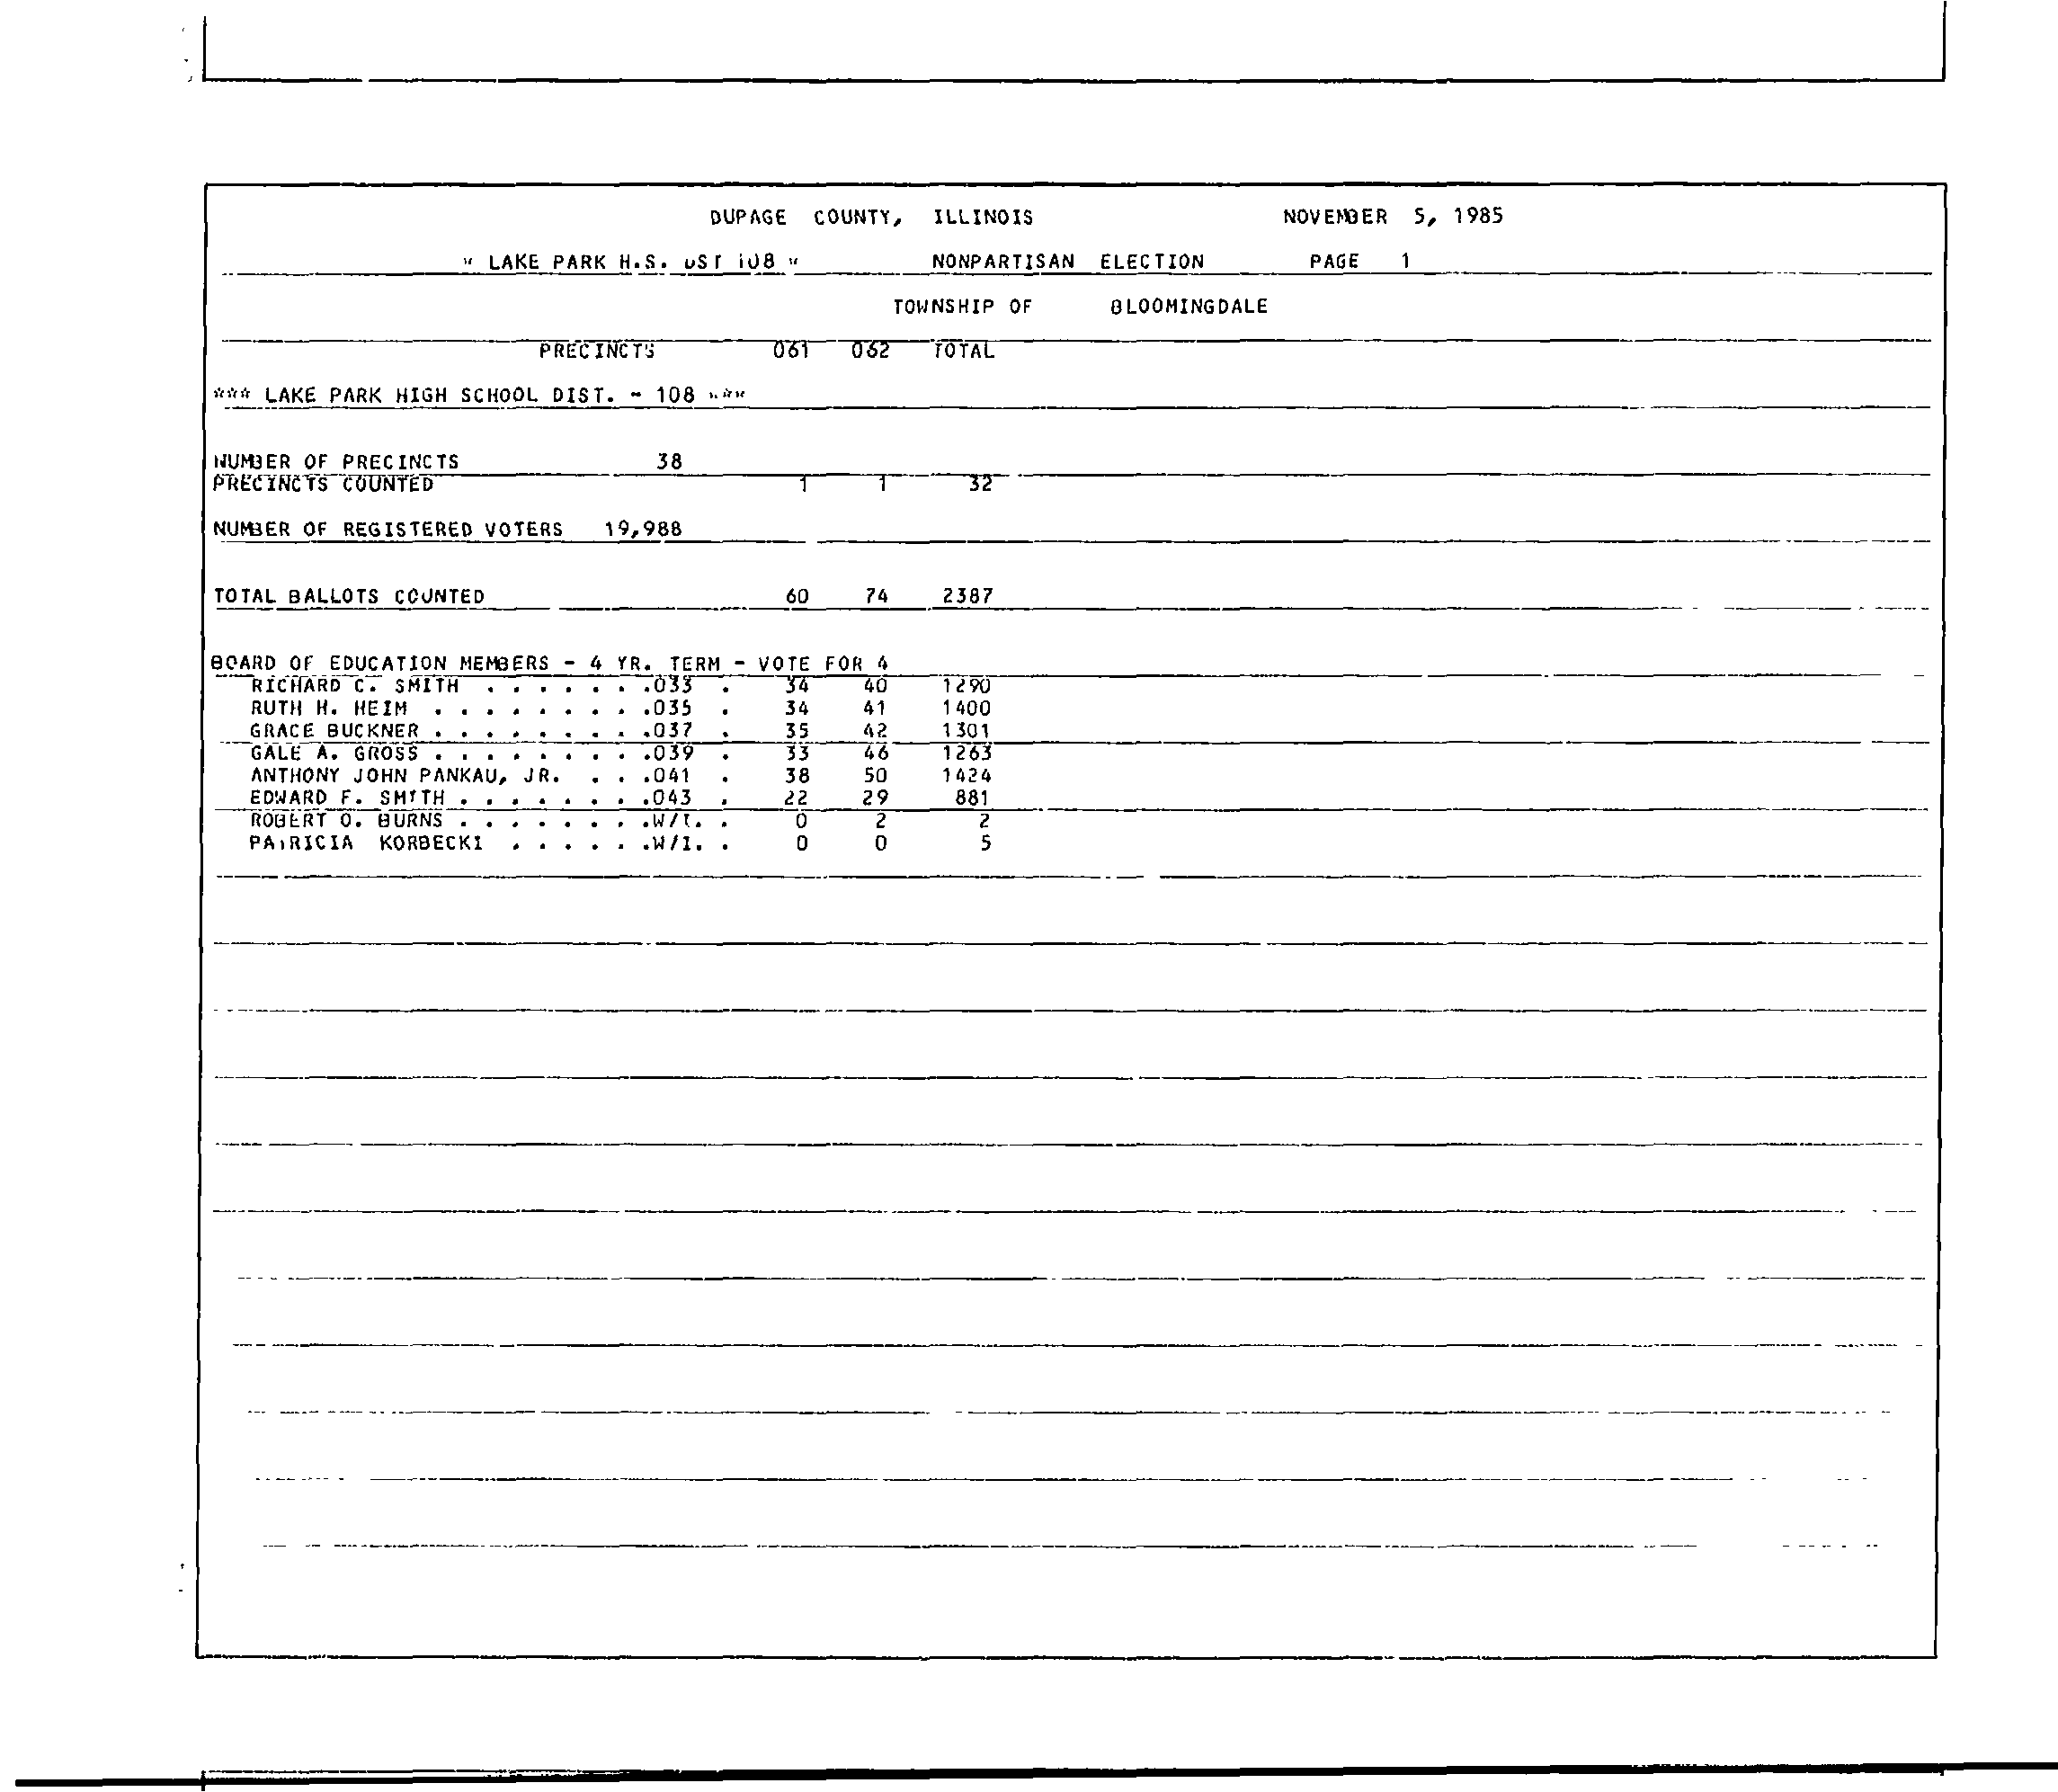 DUPAGE COUNTY, ILLINOIS NOVEMBER 5, 1985
" LAKE PARK H.S. DST 108 " NONPARTISAN ELECTION PAGE 1
TOWNSHIP OF BLOOMINGDALE
PRECINCTS 061 062 TOTAL
*** LAKE PARK HIGH SCHOOL DIST. - 108 ***
NUMBER OF PRECINCTS 38
PRECINCTS COUNTED 1 1 32
NUMBER OF REGISTERED VOTERS 19,988
TOTAL BALLOTS COUNTED 60 74 2387
BOARD OF EDUCATION MEMBERS - 4 YR. TERM - VOTE FOR 4
RICHARD C. SMITH . . . . . . .033 . 34 40 1290
RUTH H. HEIM . . . . . . . . .035 . 34 41 1400
GRACE BUCKNER . . . . . . . . .037 . 35 42 1301
GALE A. GROSS . . . . . . . . .039 . 33 46 1263
ANTHONY JOHN PANKAU, JR. . . .041 . 38 50 1424
EDWARD F. SMITH . . . . . . . .043 . 22 29 881
ROBERT O. BURNS . . . . . . . .W/I. . 0 2 2
PATRICIA KORBECKI . . . . . .W/I. . 0 0 5